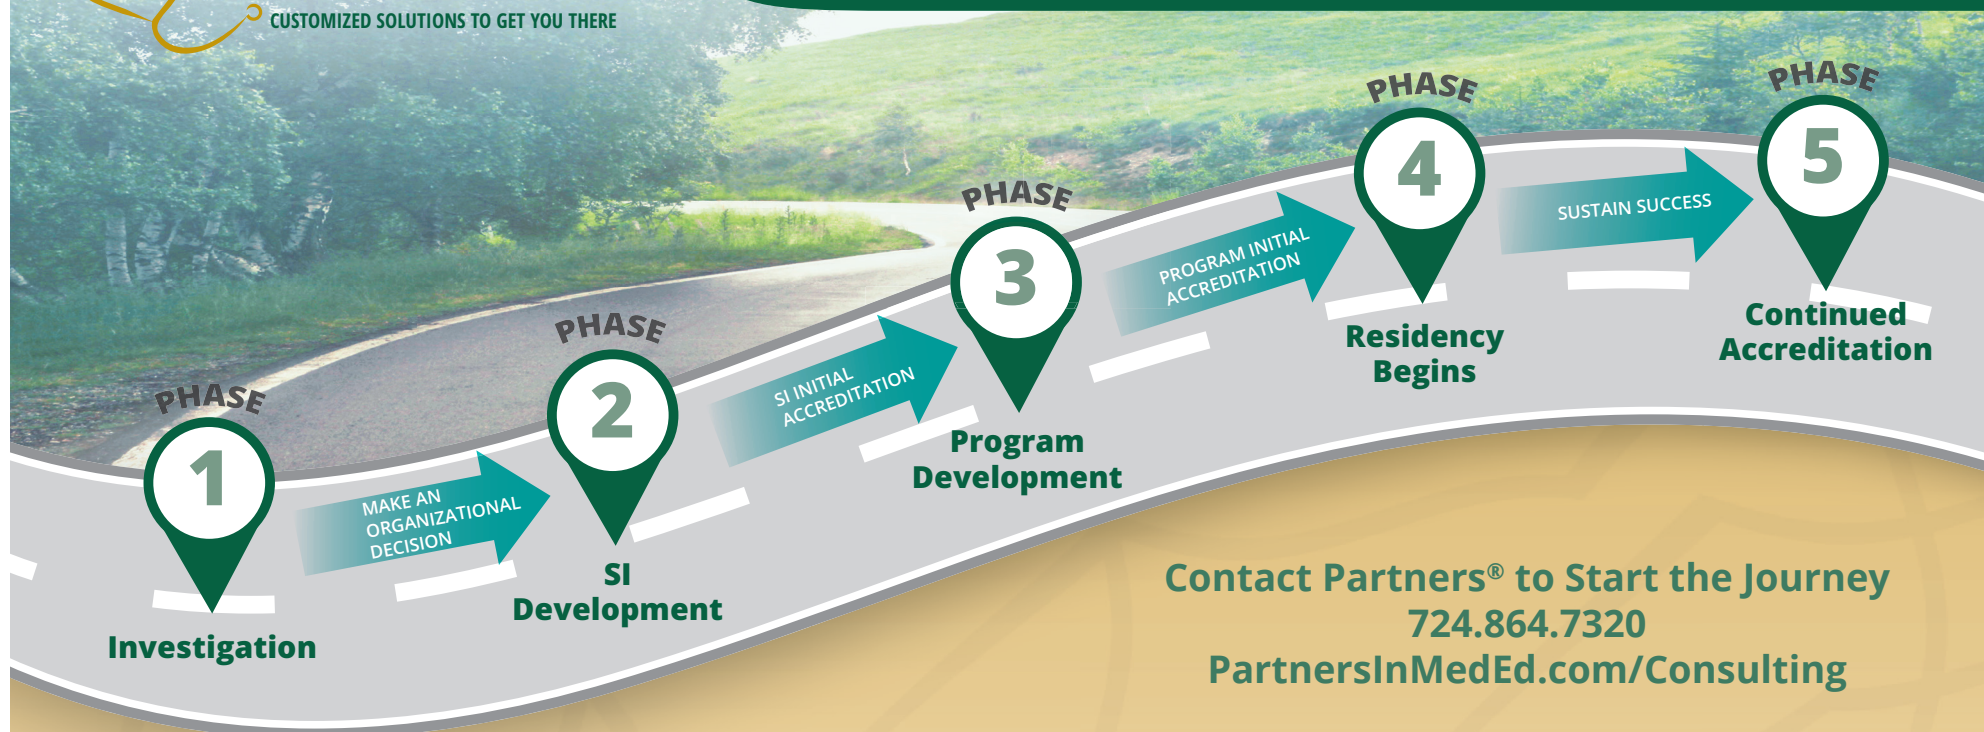 CUSTOMIZED SOLUTIONS TO GET YOU THERE
PHASE
1
Investigation
MAKE AN
ORGANIZATIONAL
DECISION
PHASE
2
SI
Development
SI INITIAL
ACCREDITATION
PHASE
3
Program
Development
PROGRAM INITIAL
ACCREDITATION
PHASE
4
Residency
Begins
SUSTAIN SUCCESS
PHASE
5
Continued
Accreditation
Contact Partners® to Start the Journey
724.864.7320
PartnersInMedEd.com/Consulting